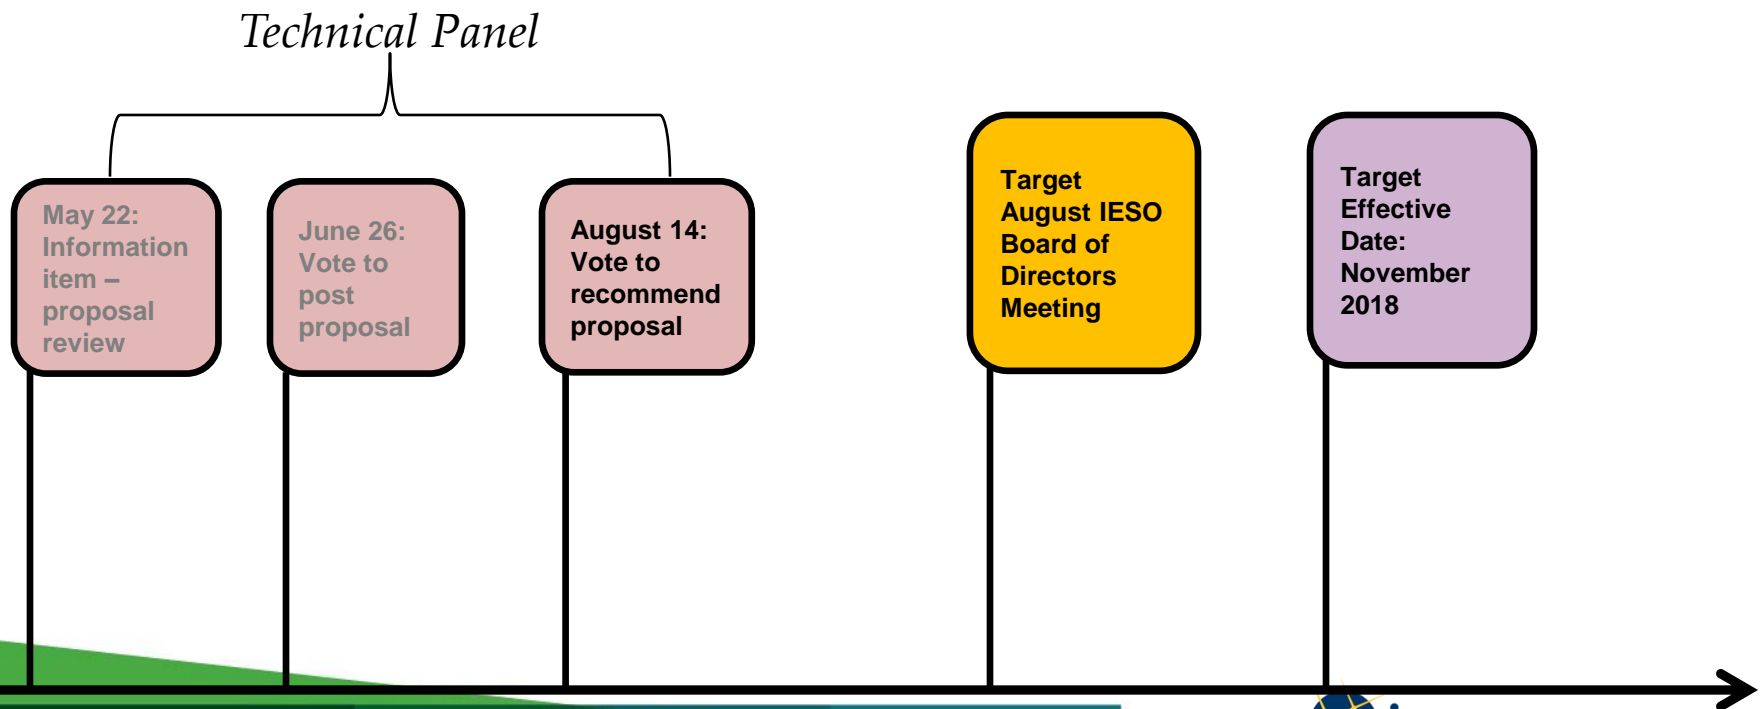 Technical Panel
May 22:
Information
item –
proposal
review
June 26:
Vote to
post
proposal
August 14:
Vote to
recommend
proposal
Target
August IESO
Board of
Directors
Meeting
Target
Effective
Date:
November
2018